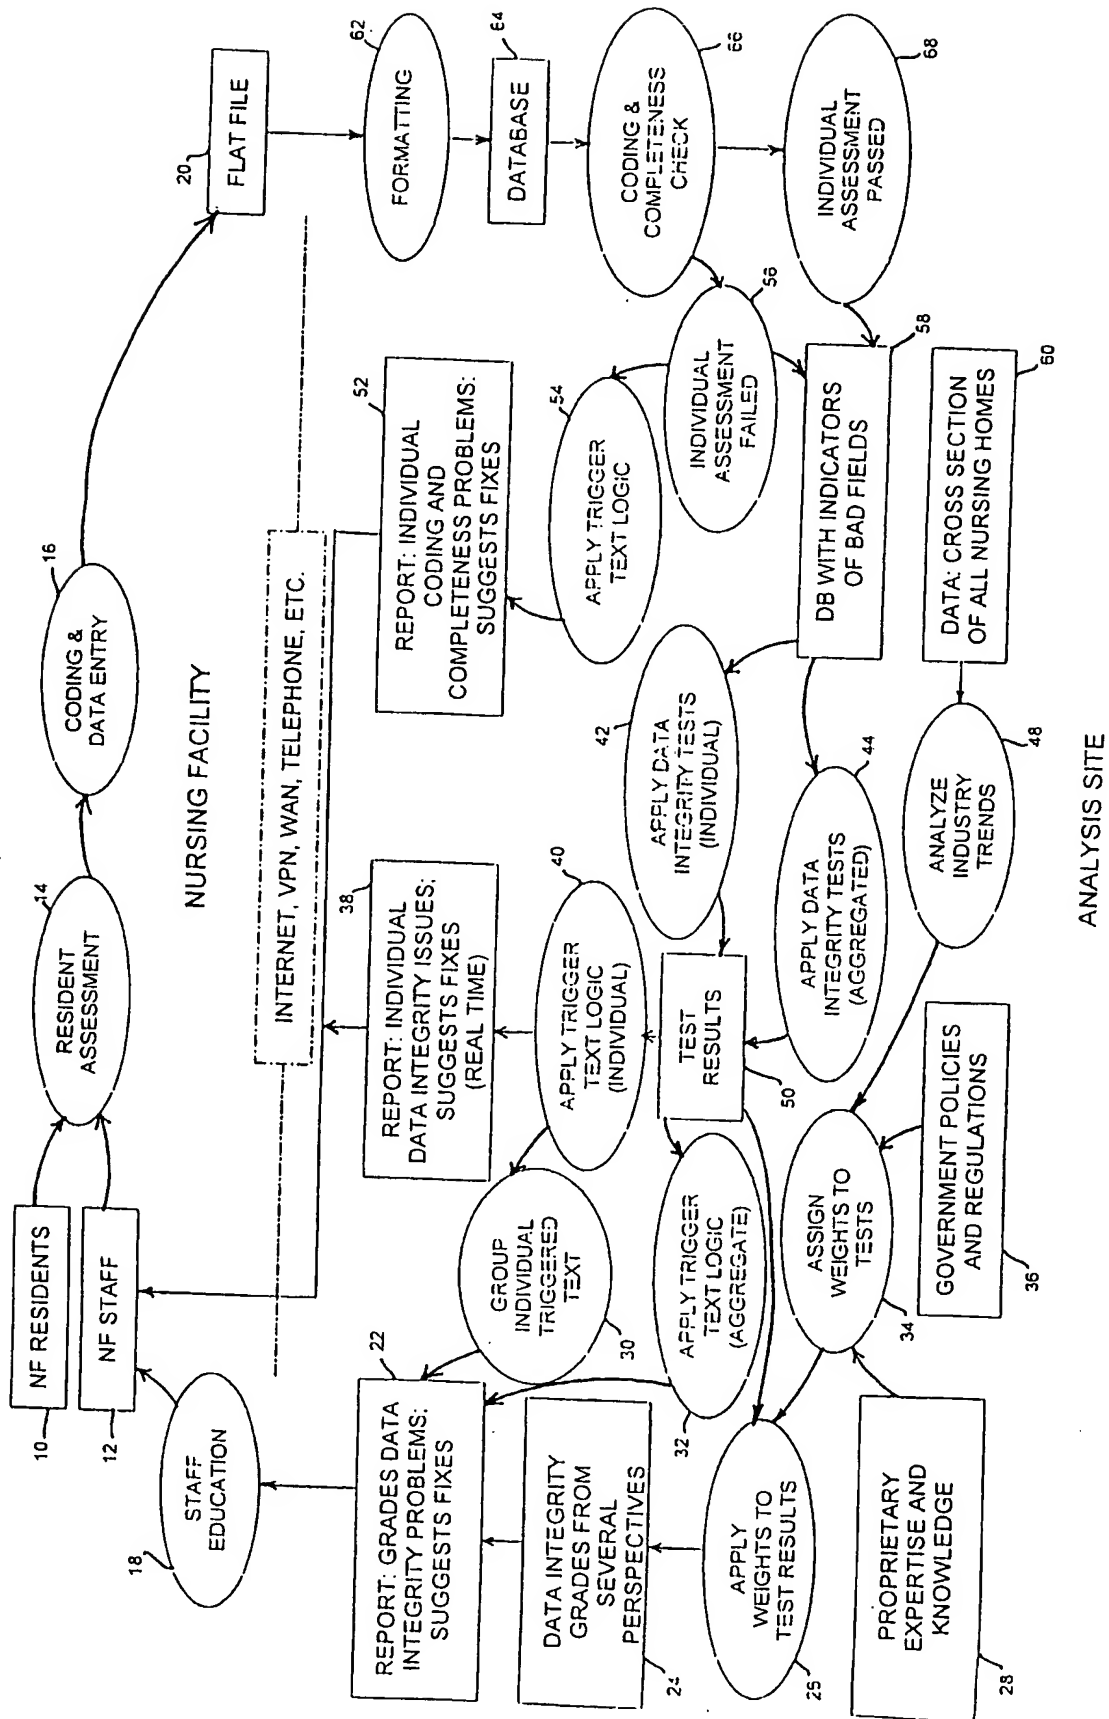 10
NF RESIDENTS
12
NF STAFF
14
RESIDENT
ASSESSMENT
16
CODING &
DATA ENTRY
20
FLAT FILE
18
STAFF
EDUCATION
NURSING FACILITY
INTERNET, VPN, WAN, TELEPHONE, ETC.
22
REPORT: GRADES DATA
INTEGRITY PROBLEMS:
SUGGESTS FIXES
38
REPORT: INDIVIDUAL
DATA INTEGRITY ISSUES;
SUGGESTS FIXES
(REAL TIME)
52
REPORT: INDIVIDUAL
CODING AND
COMPLETENESS PROBLEMS:
SUGGESTS FIXES
62
FORMATTING
64
DATABASE
24
DATA INTEGRITY
GRADES FROM
SEVERAL
PERSPECTIVES
30
GROUP
INDIVIDUAL
TRIGGERED
TEXT
40
APPLY TRIGGER
TEXT LOGIC
(INDIVIDUAL)
54
APPLY TRIGGER
TEXT LOGIC
66
CODING &
COMPLETENESS
CHECK
32
APPLY TRIGGER
TEXT LOGIC
(AGGREGATE)
50
TEST
RESULTS
42
APPLY DATA
INTEGRITY TESTS
(INDIVIDUAL)
56
INDIVIDUAL
ASSESSMENT
FAILED
68
INDIVIDUAL
ASSESSMENT
PASSED
25
APPLY
WEIGHTS TO
TEST RESULTS
34
ASSIGN
WEIGHTS TO
TESTS
44
APPLY DATA
INTEGRITY TESTS
(AGGREGATED)
58
DB WITH INDICATORS
OF BAD FIELDS
28
PROPRIETARY
EXPERTISE AND
KNOWLEDGE
36
GOVERNMENT POLICIES
AND REGULATIONS
48
ANALYZE
INDUSTRY
TRENDS
60
DATA: CROSS SECTION
OF ALL NURSING HOMES
ANALYSIS SITE